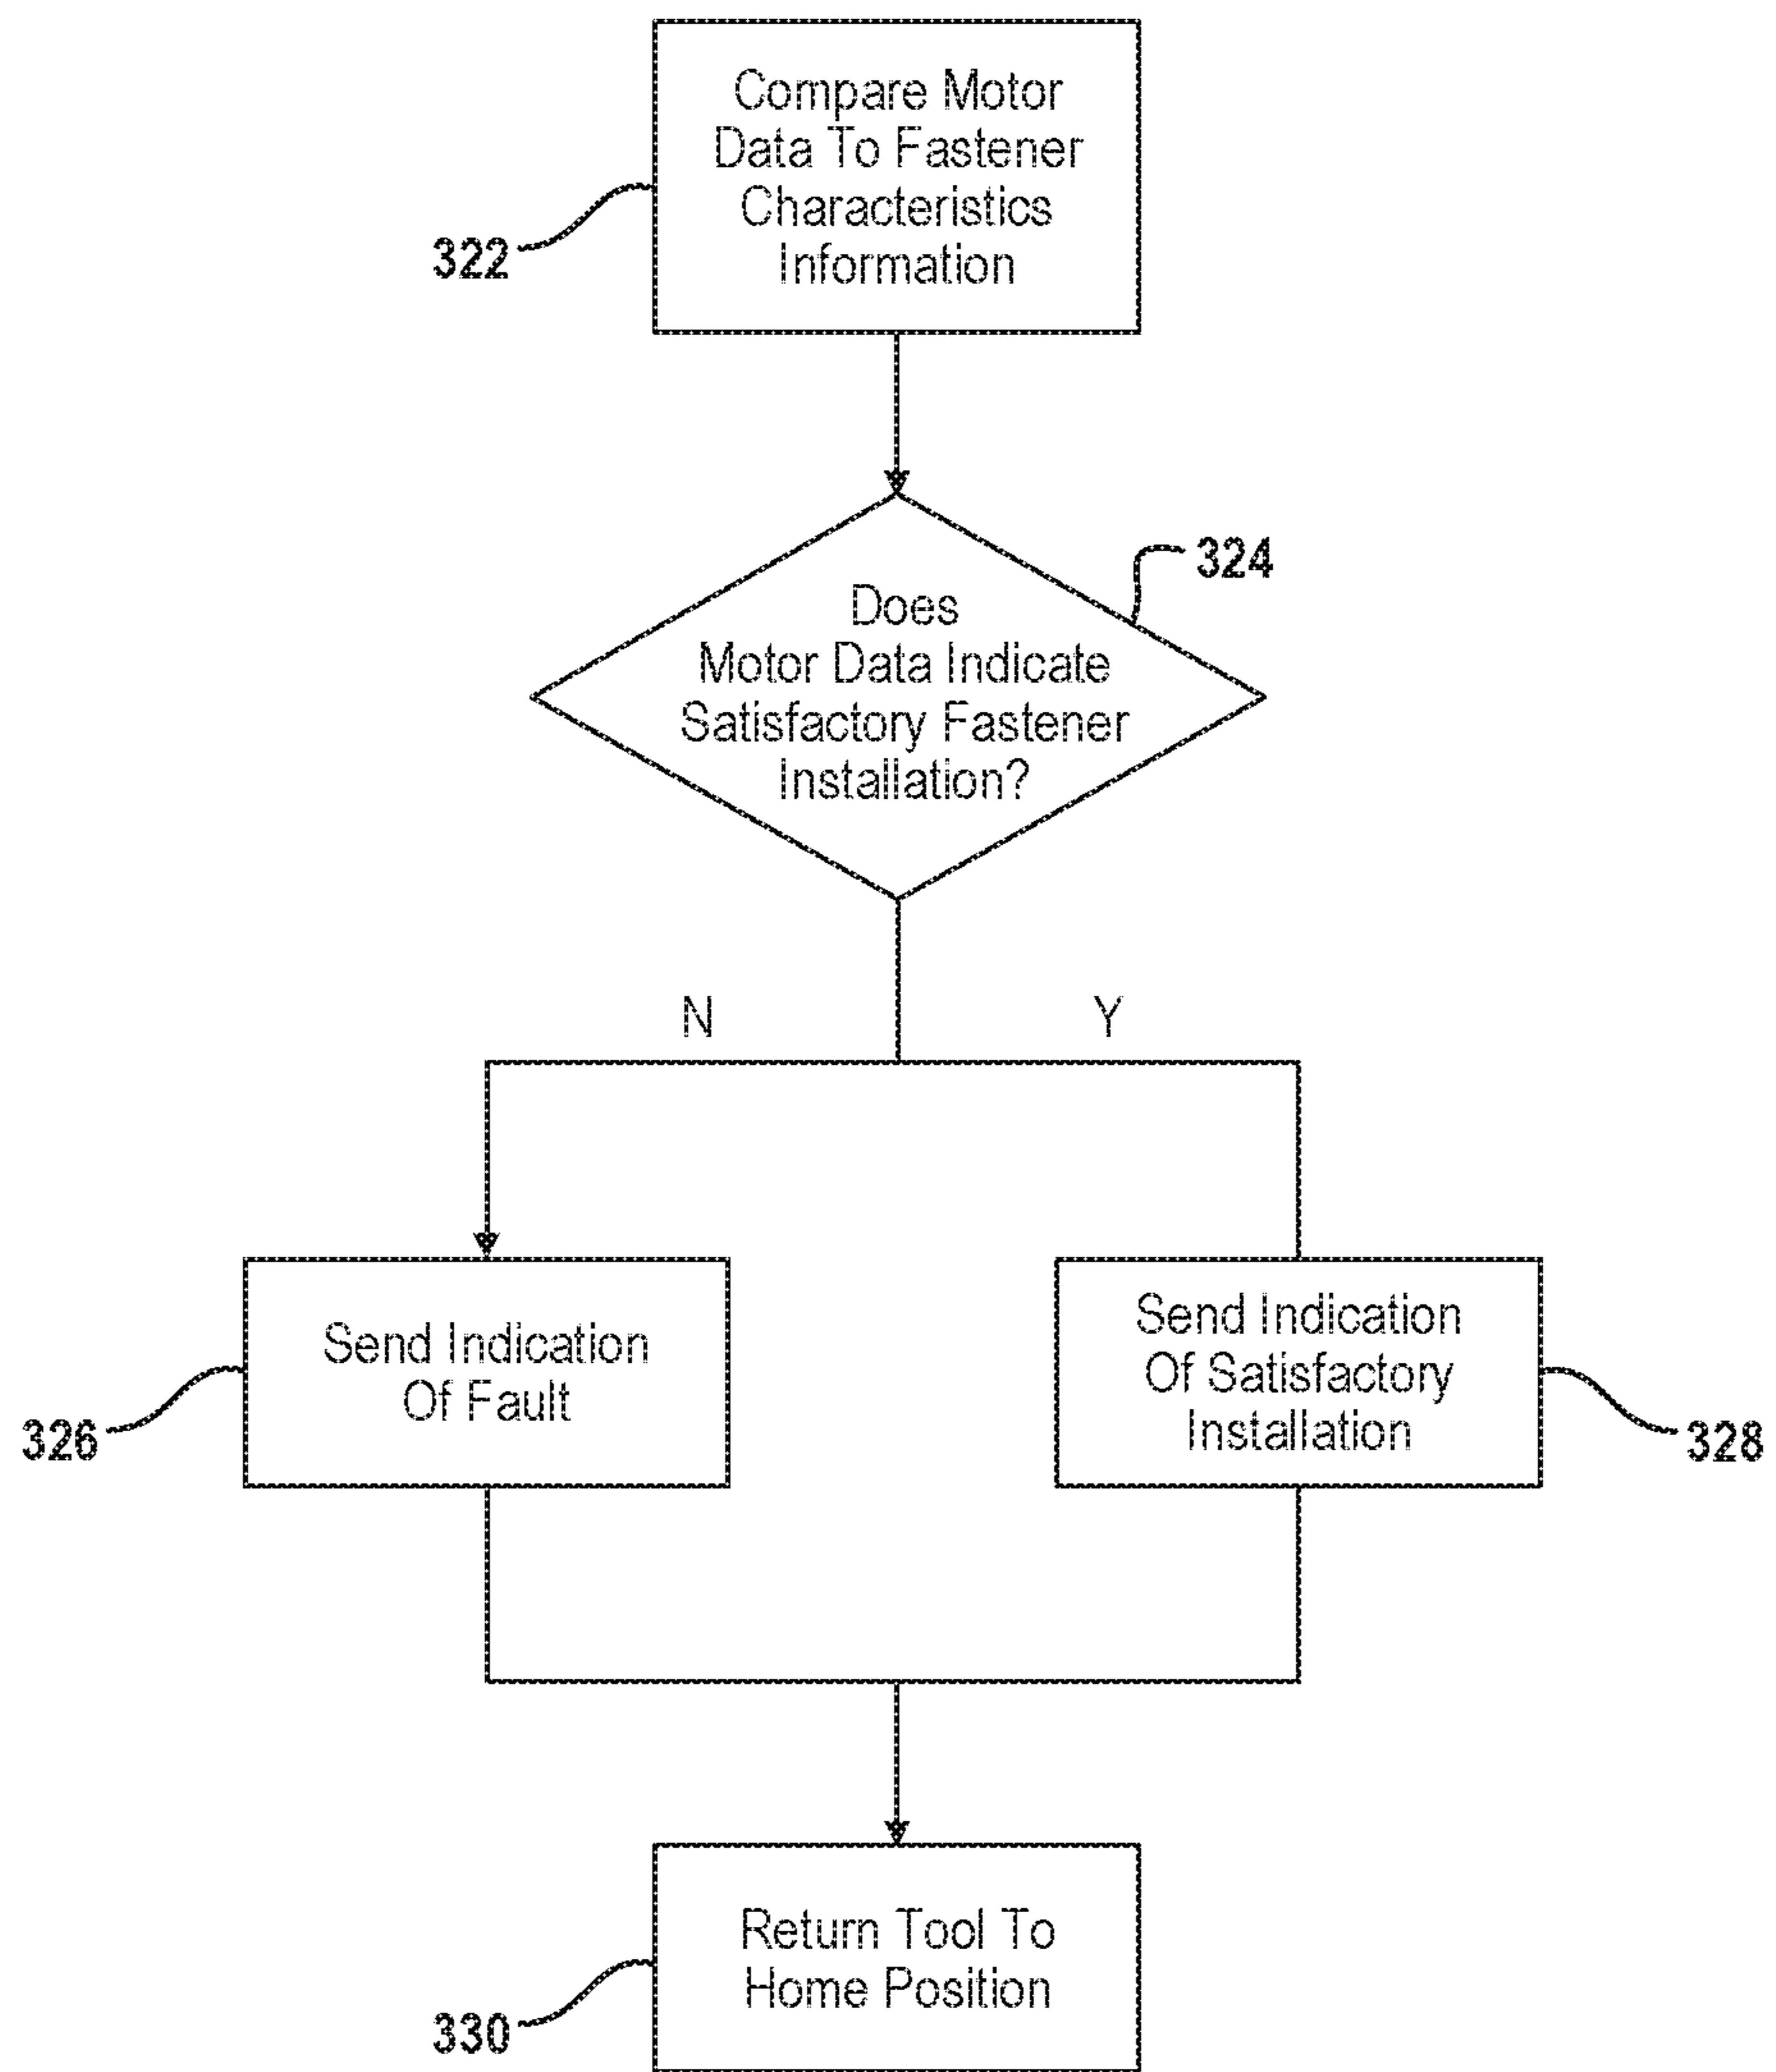 Compare Motor
Data To Fastener
Characteristics
Information
322
324
Does
Motor Data Indicate
Satisfactory Fastener
Installation?
N
Y
Send Indication
Of Fault
326
Send Indication
Of Satisfactory
Installation
328
Return Tool To
Home Position
330